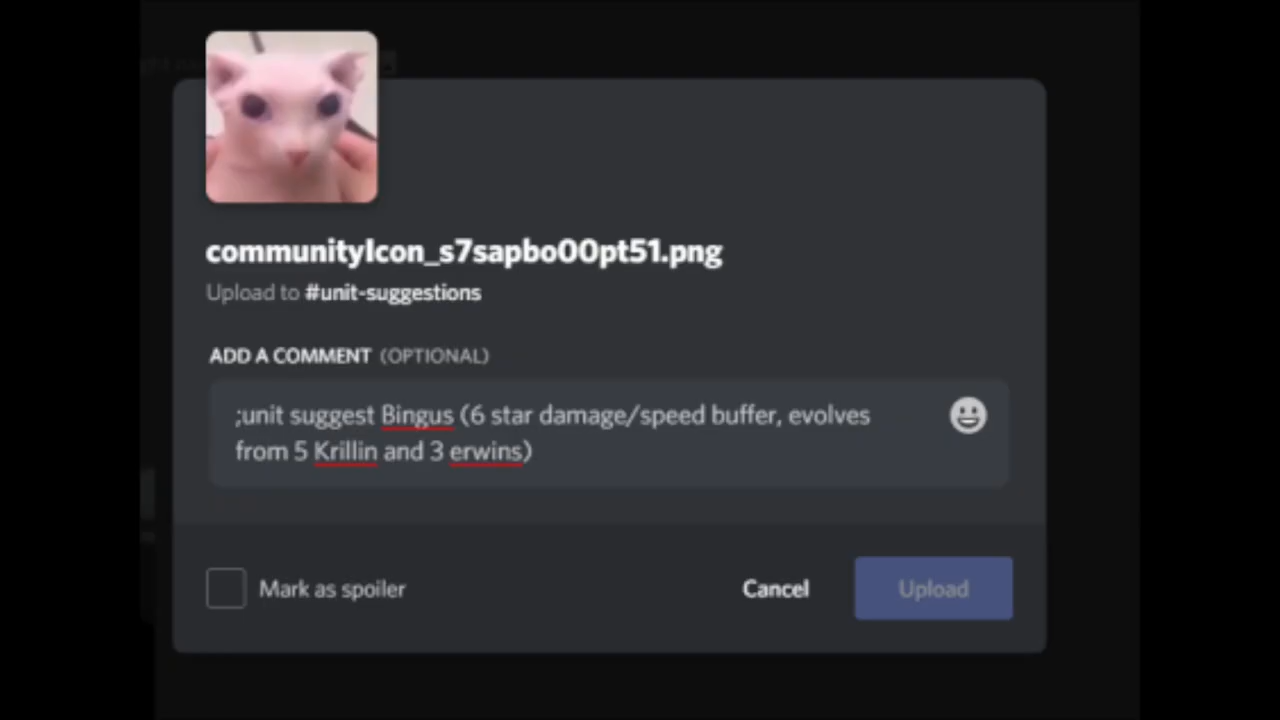 communityIcon_s7sapbo00pt51.png
Upload to #unit-suggestions
ADD A COMMENT (OPTIONAL)
;unit suggest Bingus (6 star damage/speed buffer, evolves
from 5 Krillin and 3 erwins)
Mark as spoiler
Cancel
Upload